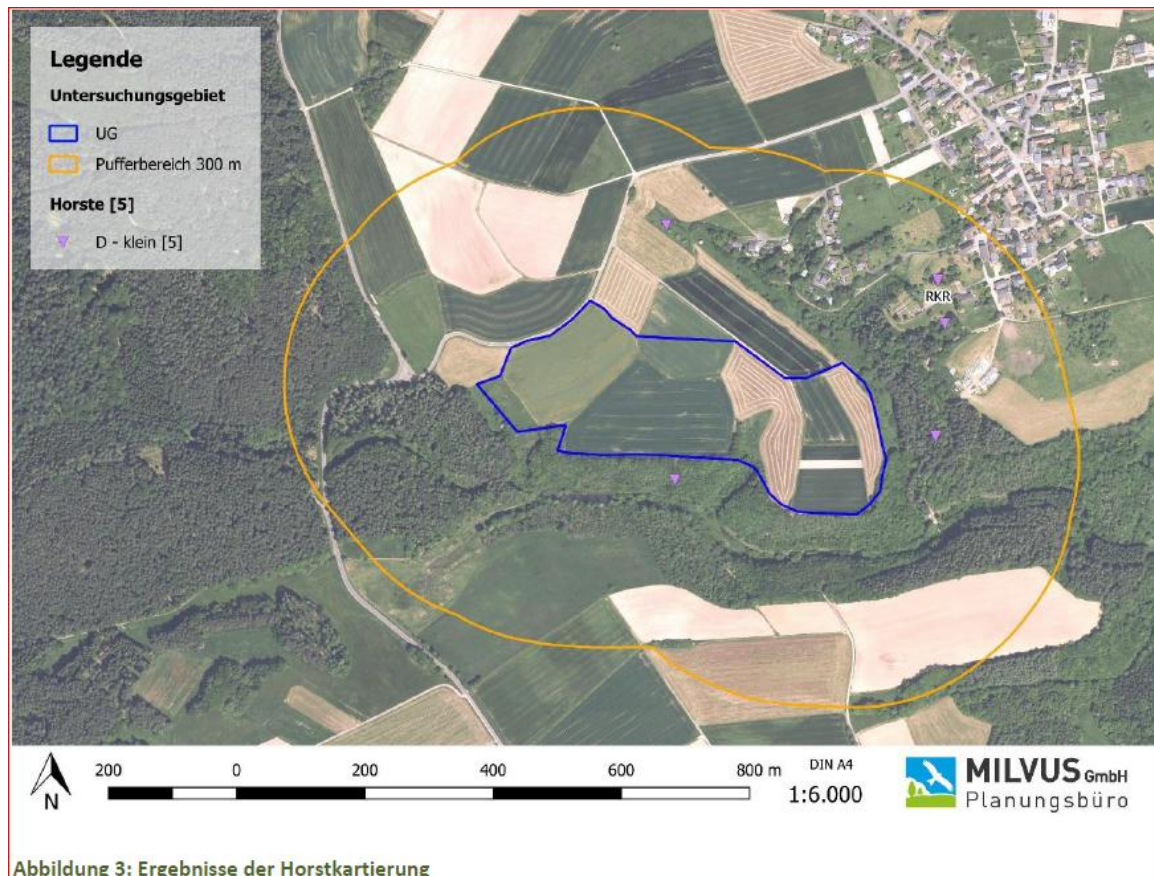 Legende
Untersuchungsgebiet
UG
Pufferbereich 300 m
Horste [5]
D - klein [5]
RKR
N
200 0 200 400 600 800 m
DIN A4
1:6.000
MILVUS GmbH
Planungsbüro
Abbildung 3: Ergebnisse der Horstkartierung